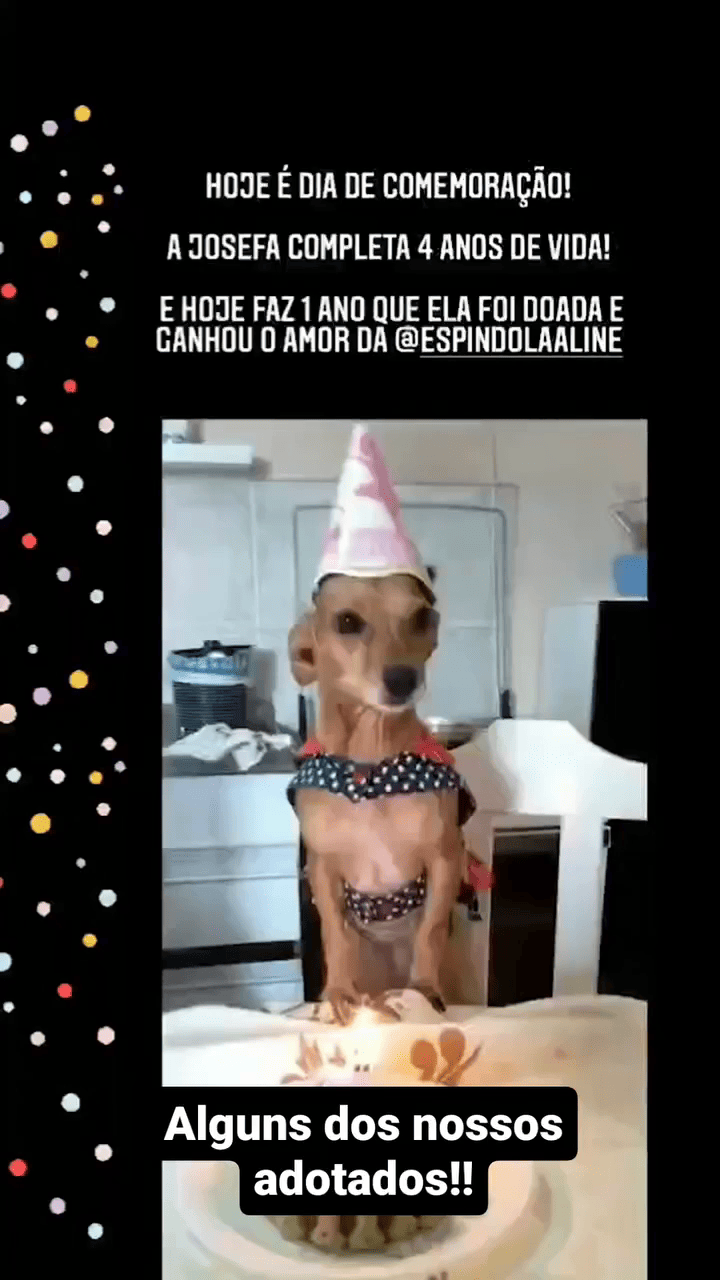 HOJE É DIA DE COMEMORAÇÃO!
A JOSEFA COMPLETA 4 ANOS DE VIDA!
E HOJE FAZ 1 ANO QUE ELA FOI DOADA E
GANHOU O AMOR DA @ESPINDOLAALINE
Alguns dos nossos
adotados!!